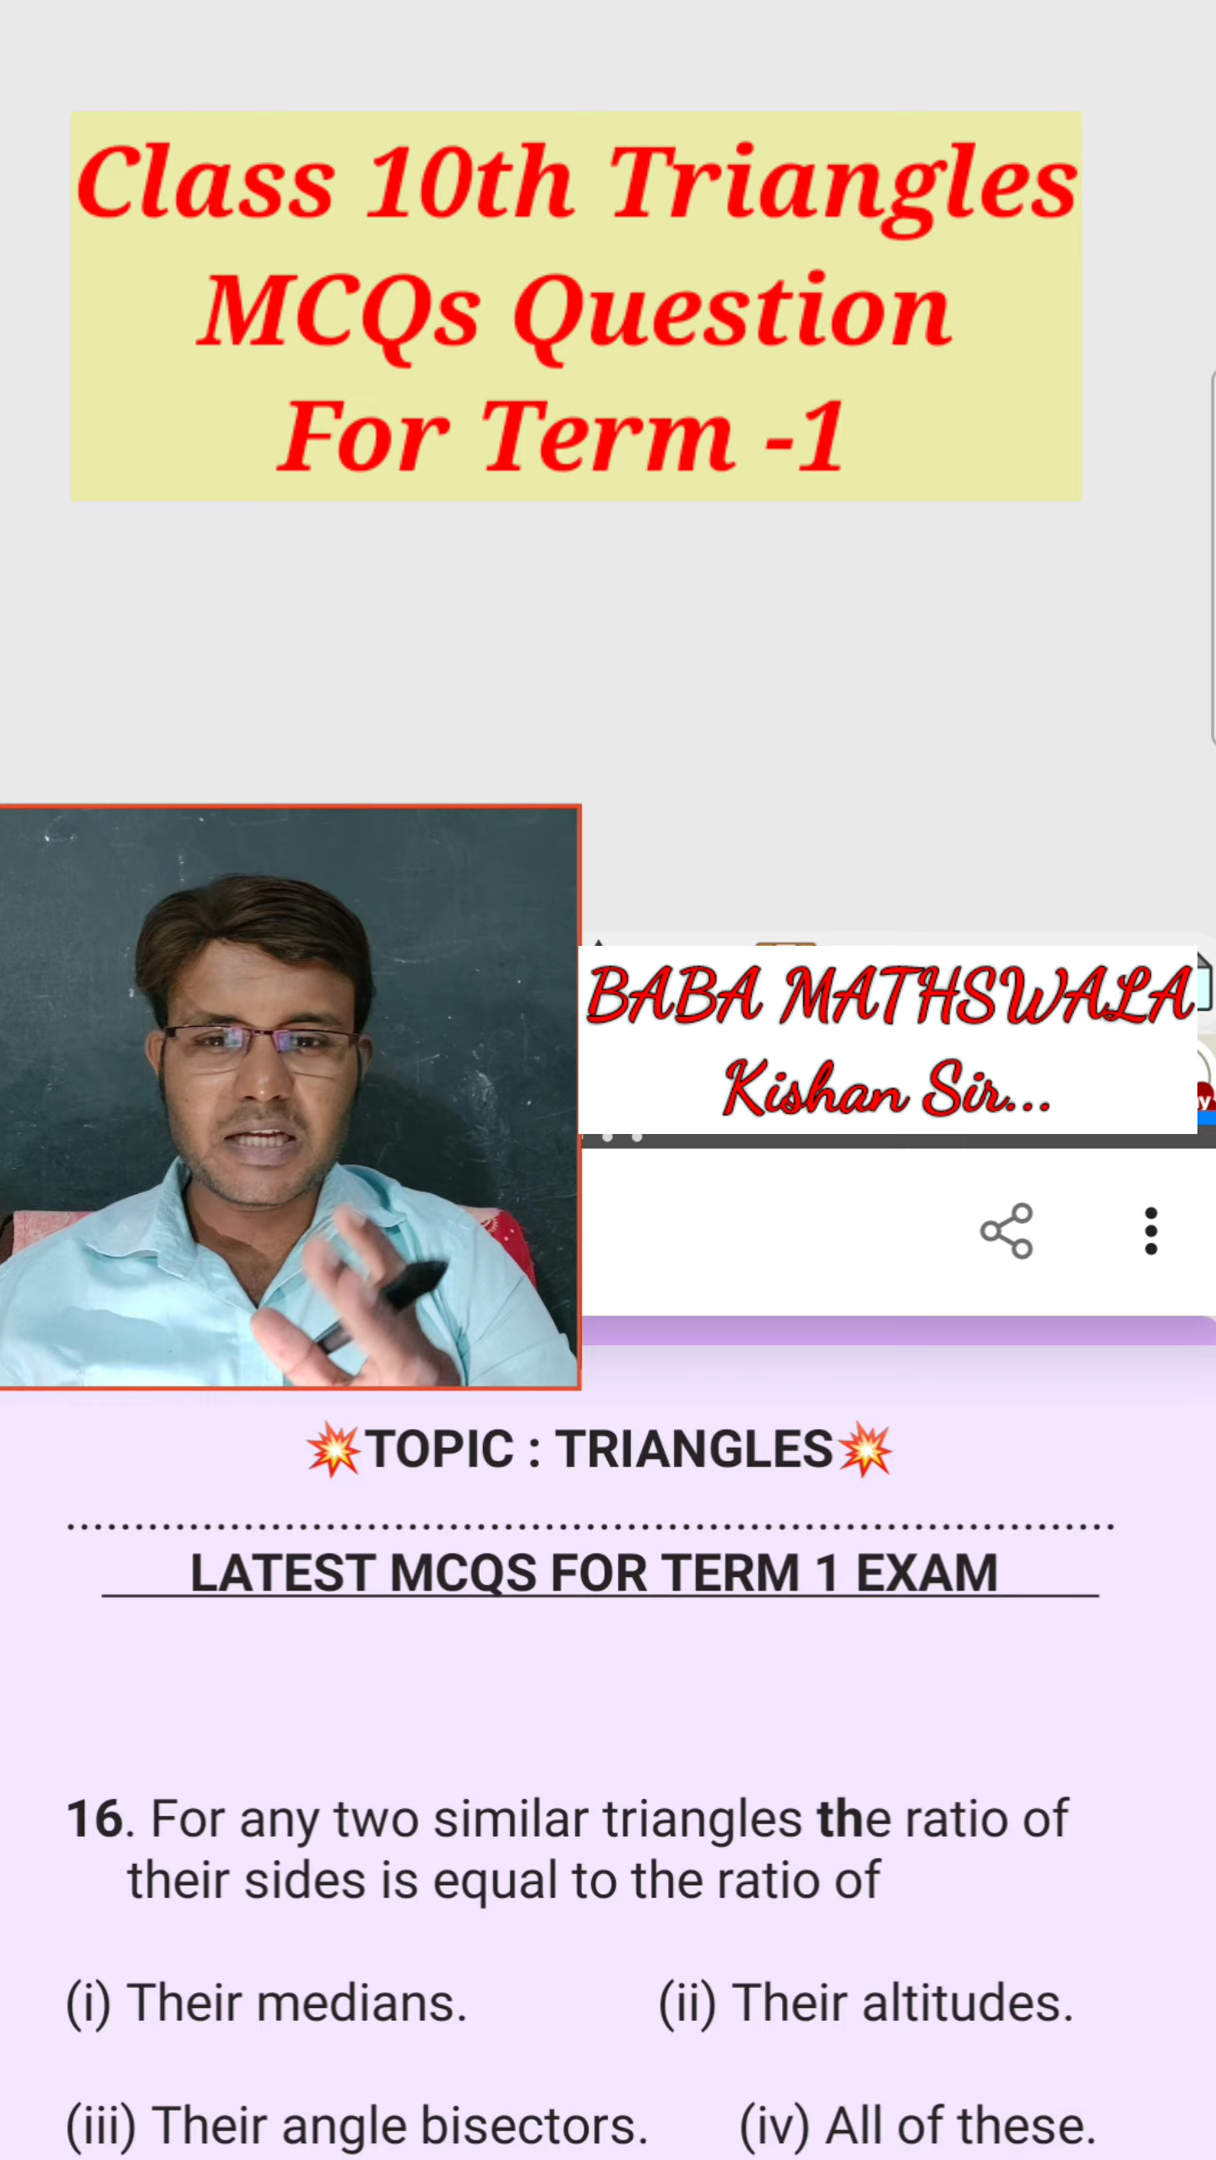 Class 10th Triangles
MCQs Question
For Term -1
BABA MATHSWALA
Kishan Sir...
💥TOPIC : TRIANGLES💥
..............................................................................
LATEST MCQS FOR TERM 1 EXAM
16. For any two similar triangles the ratio of
their sides is equal to the ratio of
(i) Their medians. (ii) Their altitudes.
(iii) Their angle bisectors. (iv) All of these.